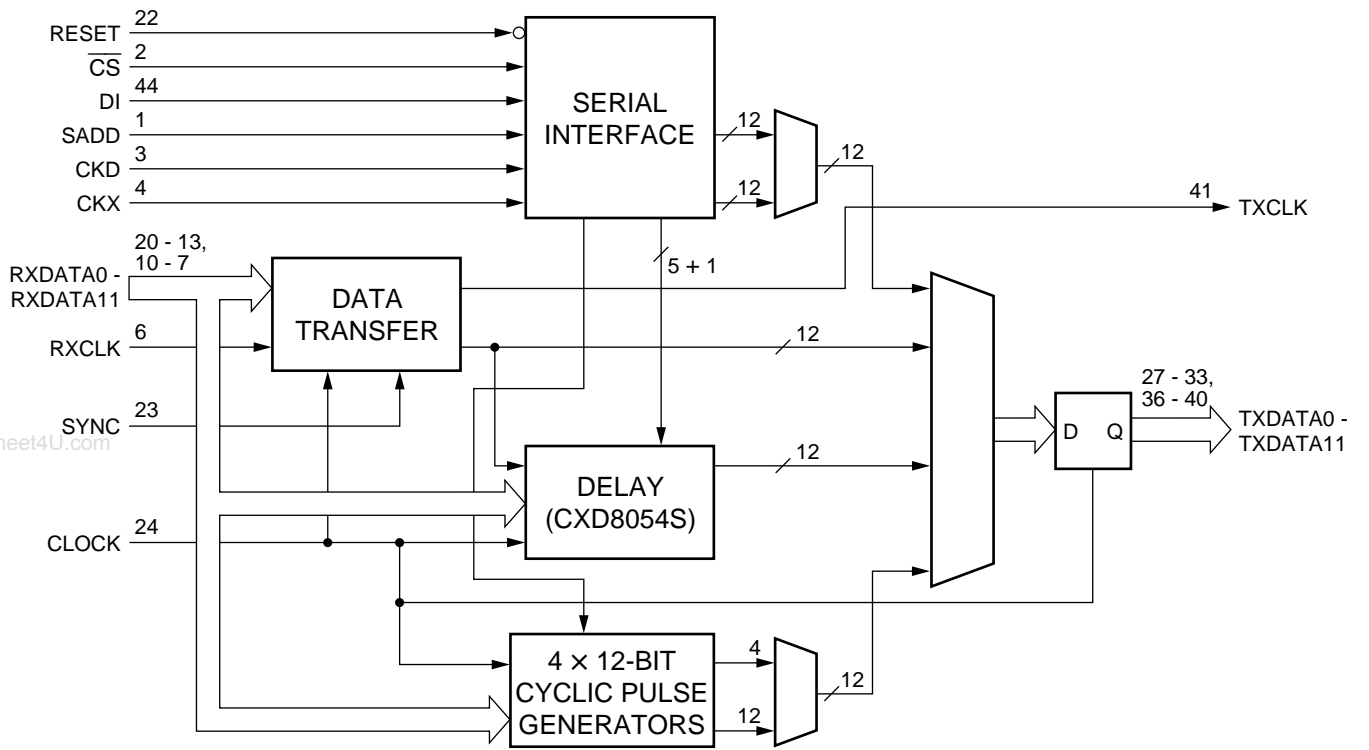 RESET 22
CS 2
DI 44
SADD 1
CKD 3
CKX 4
SERIAL
INTERFACE
12
12
12
41 TXCLK
20 - 13,
10 - 7
RXDATA0 -
RXDATA11
DATA
TRANSFER
5 + 1
RXCLK 6
12
SYNC 23
27 - 33,
36 - 40
D Q
TXDATA0 -
TXDATA11
heet4U.com
12
DELAY
(CXD8054S)
CLOCK 24
4 × 12-BIT
CYCLIC PULSE
GENERATORS
4
12
12